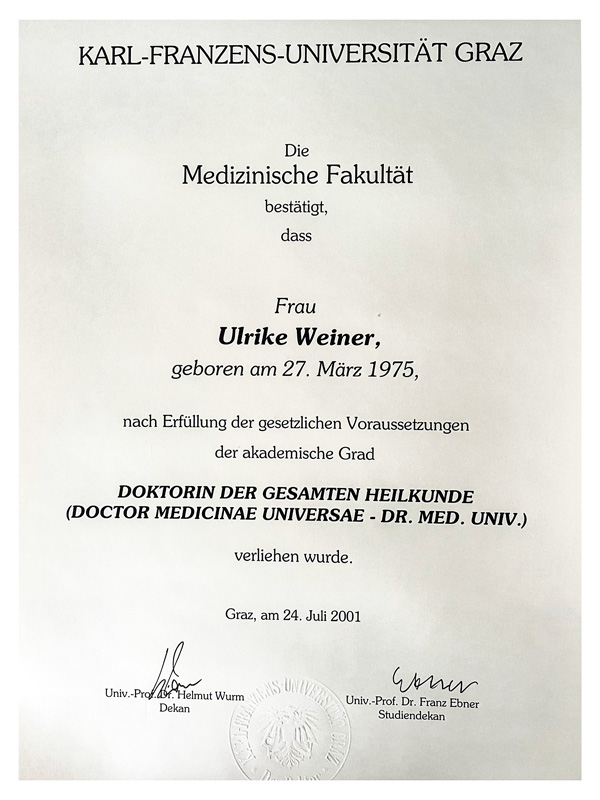 KARL-FRANZENS-UNIVERSITÄT GRAZ
Die
Medizinische Fakultät
bestätigt,
dass
Frau
Ulrike Weiner,
geboren am 27. März 1975,
nach Erfüllung der gesetzlichen Voraussetzungen
der akademische Grad
DOKTORIN DER GESAMTEN HEILKUNDE
(DOCTOR MEDICINAE UNIVERSAE - DR. MED. UNIV.)
verliehen wurde.
Graz, am 24. Juli 2001
Univ.-Prof. Dr. Helmut Wurm
Dekan
Ebner
Univ.-Prof. Dr. Franz Ebner
Studiendekan